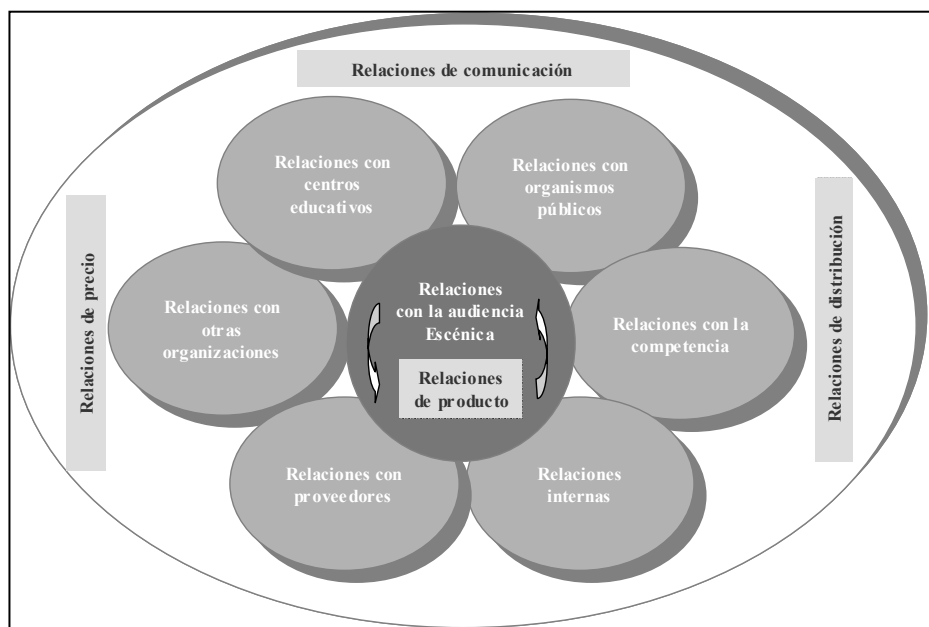 Relaciones de comunicación
Relaciones con
centros
educativos
Relaciones con
organismos
públicos
Relaciones de precio
Relaciones con
otras
organizaciones
Relaciones
con la audiencia
Escénica
Relaciones
de producto
Relaciones con la
competencia
Relaciones de distribución
Relaciones con
proveedores
Relaciones
internas